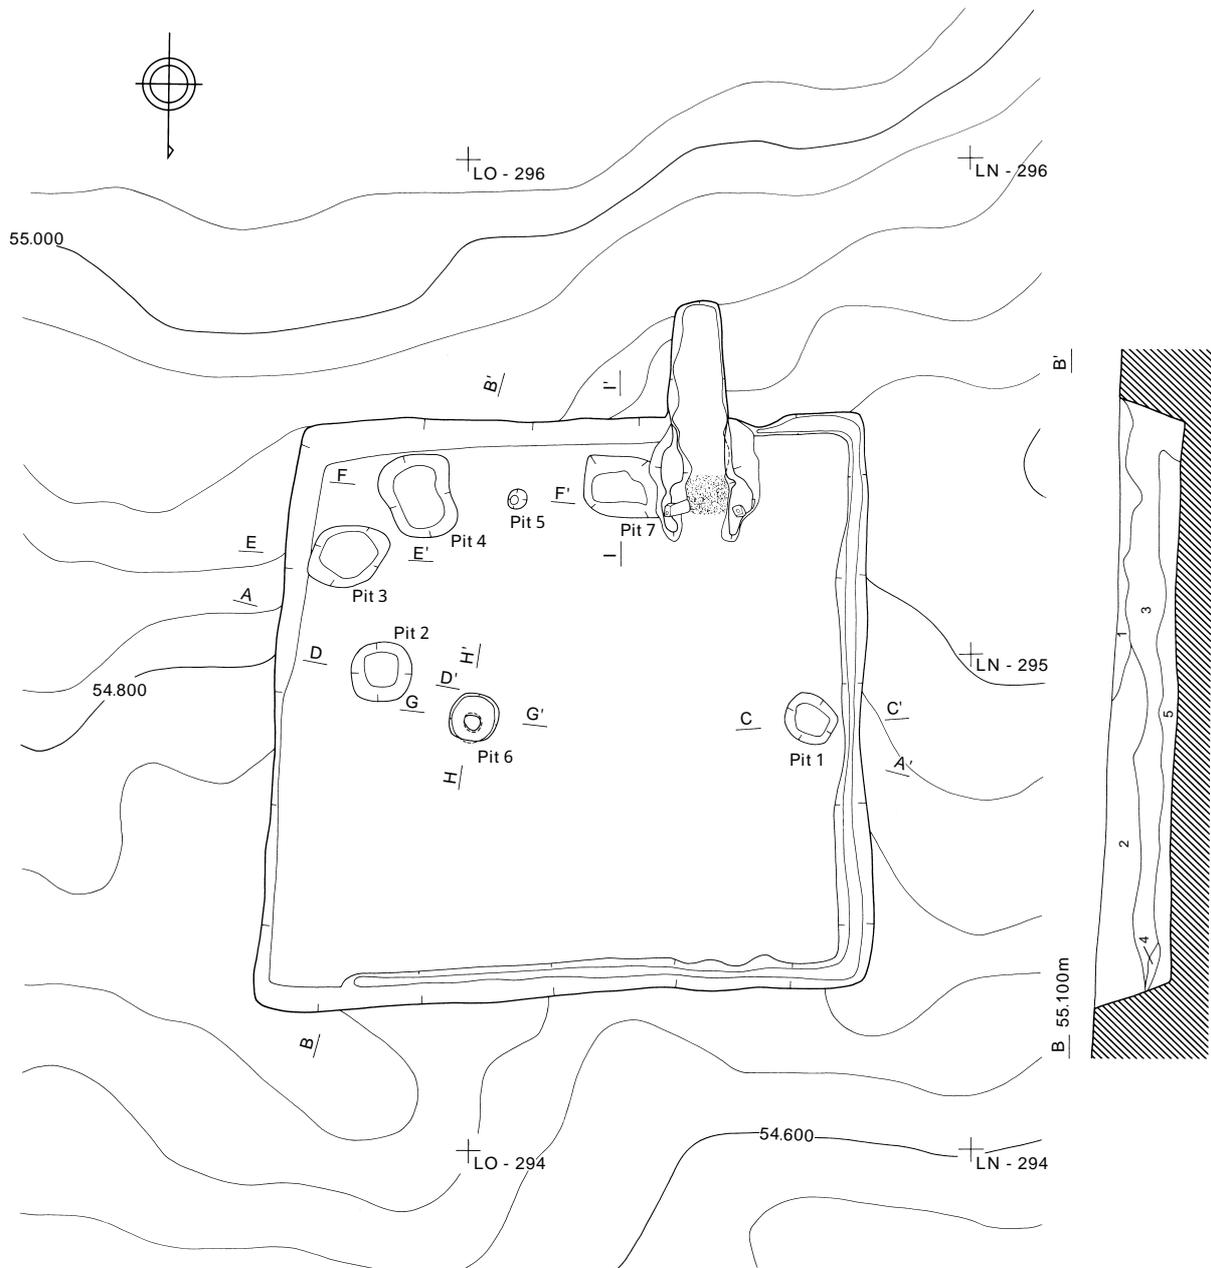 LO - 296
LN - 296
55.000
B'
I'
B'
F
F'
Pit 5
Pit 7
Pit 4
E
E'
I
A
Pit 3
1
3
Pit 2
H'
D
D'
LN - 295
54.800
G
G'
C
C'
5
Pit 6
Pit 1
H
A'
2
4
B 55.100m
B
54.600
LO - 294
LN - 294